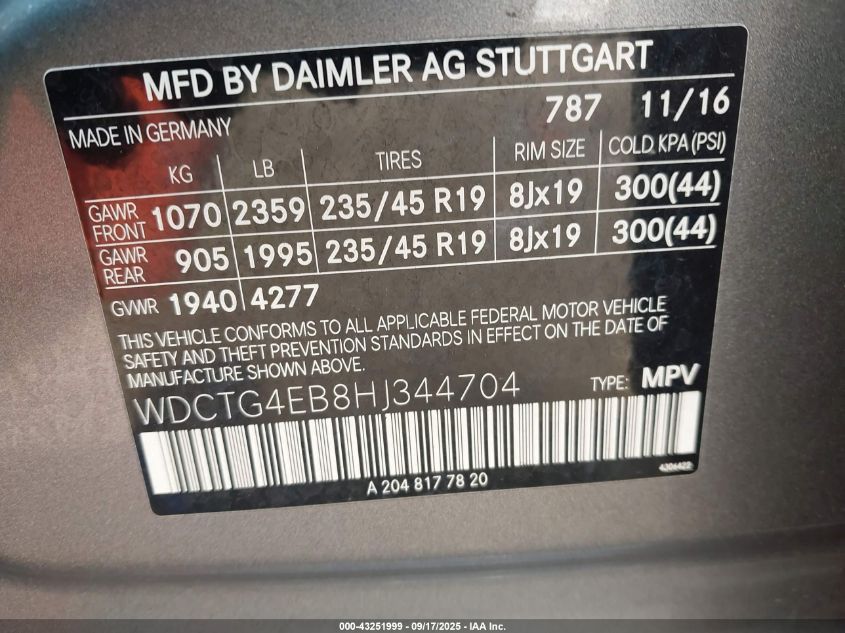 MFD BY DAIMLER AG STUTTGART
787 11/16
MADE IN GERMANY
KG LB TIRES RIM SIZE COLD KPA (PSI)
GAWR FRONT 1070 2359 235/45 R19 8Jx19 300(44)
GAWR REAR 905 1995 235/45 R19 8Jx19 300(44)
GVWR 1940 4277
THIS VEHICLE CONFORMS TO ALL APPLICABLE FEDERAL MOTOR VEHICLE
SAFETY AND THEFT PREVENTION STANDARDS IN EFFECT ON THE DATE OF
MANUFACTURE SHOWN ABOVE.
WDCTG4EB8HJ344704 TYPE: MPV
4306422
A 204 817 78 20
000-43251999 - 09/17/2025 - IAA Inc.